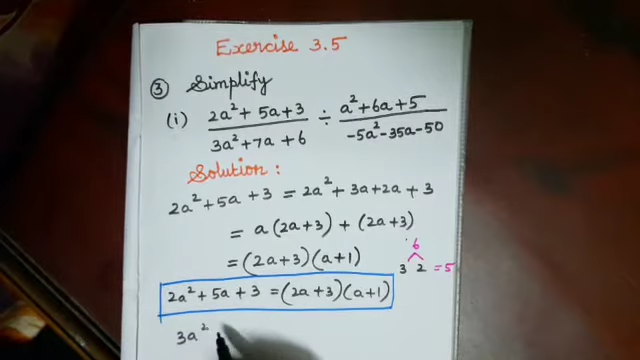 Exercise 3.5
③ Simplify
(i) 2a²+ 5a+3 / 3a²+7a+6 ÷ a²+6a+5 / -5a²-35a-50
Solution:
2a²+5a+3 = 2a²+3a+2a+3
= a(2a+3)+(2a+3)
= (2a+3)(a+1)
6
3 2 = 5
2a²+5a+3 = (2a+3)(a+1)
3a²